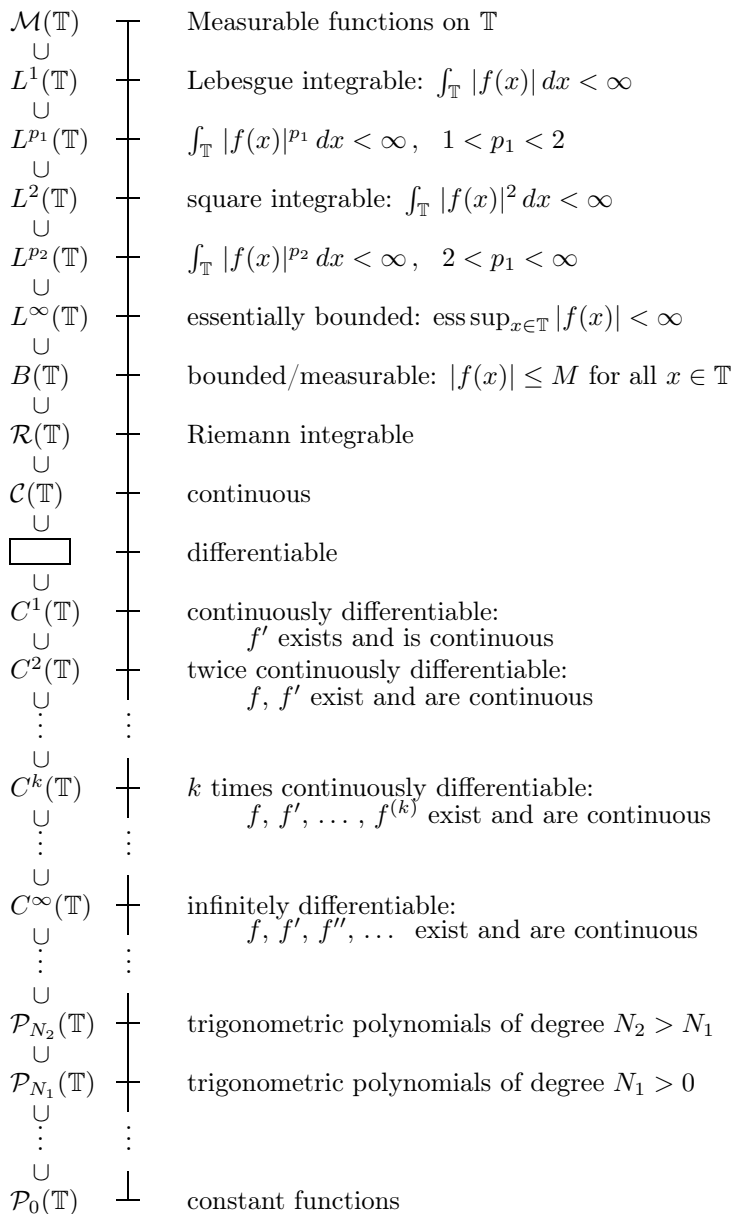 ℳ(𝕋) Measurable functions on 𝕋
∪
L¹(𝕋) Lebesgue integrable: ∫_𝕋 |f(x)| dx < ∞
∪
L^{p₁}(𝕋) ∫_𝕋 |f(x)|^{p₁} dx < ∞ , 1 < p₁ < 2
∪
L²(𝕋) square integrable: ∫_𝕋 |f(x)|² dx < ∞
∪
L^{p₂}(𝕋) ∫_𝕋 |f(x)|^{p₂} dx < ∞ , 2 < p₁ < ∞
∪
L^∞(𝕋) essentially bounded: ess sup_{x∈𝕋} |f(x)| < ∞
∪
B(𝕋) bounded/measurable: |f(x)| ≤ M for all x ∈ 𝕋
∪
ℛ(𝕋) Riemann integrable
∪
𝒞(𝕋) continuous
∪
differentiable
∪
C¹(𝕋) continuously differentiable:
∪ f′ exists and is continuous
C²(𝕋) twice continuously differentiable:
∪ f, f′ exist and are continuous
⋮ ⋮
∪
C^k(𝕋) k times continuously differentiable:
∪ f, f′, … , f^{(k)} exist and are continuous
⋮ ⋮
∪
C^∞(𝕋) infinitely differentiable:
∪ f, f′, f″, … exist and are continuous
⋮ ⋮
∪
𝒫_{N₂}(𝕋) trigonometric polynomials of degree N₂ > N₁
∪
𝒫_{N₁}(𝕋) trigonometric polynomials of degree N₁ > 0
∪
⋮ ⋮
∪
𝒫₀(𝕋) constant functions